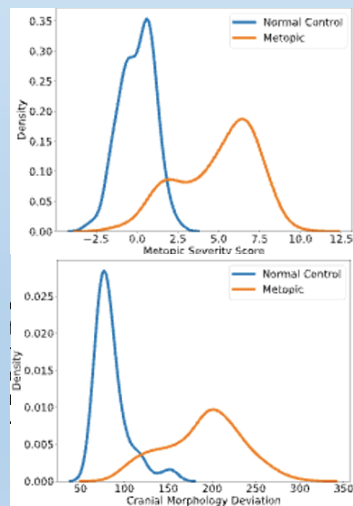 0.35
0.30
0.25
0.20
0.15
0.10
0.05
0.00
Density
Normal Control
Metopic
−2.5 0.0 2.5 5.0 7.5 10.0 12.5
Metopic Severity Score
0.025
0.020
0.015
0.010
0.005
0.000
Density
Normal Control
Metopic
50 100 150 200 250 300 350
Cranial Morphology Deviation